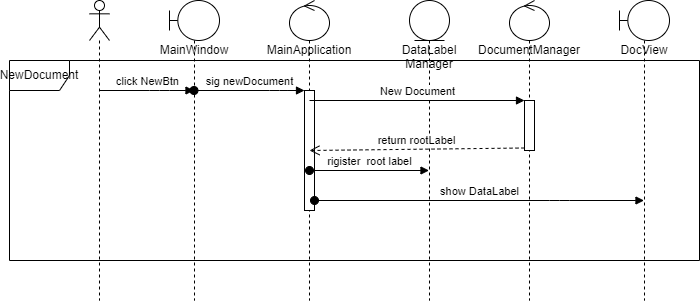 MainWindow
MainApplication
DataLabel
Manager
DocumentManager
DocView
NewDocument
click NewBtn
sig newDocument
New Document
return rootLabel
rigister root label
show DataLabel